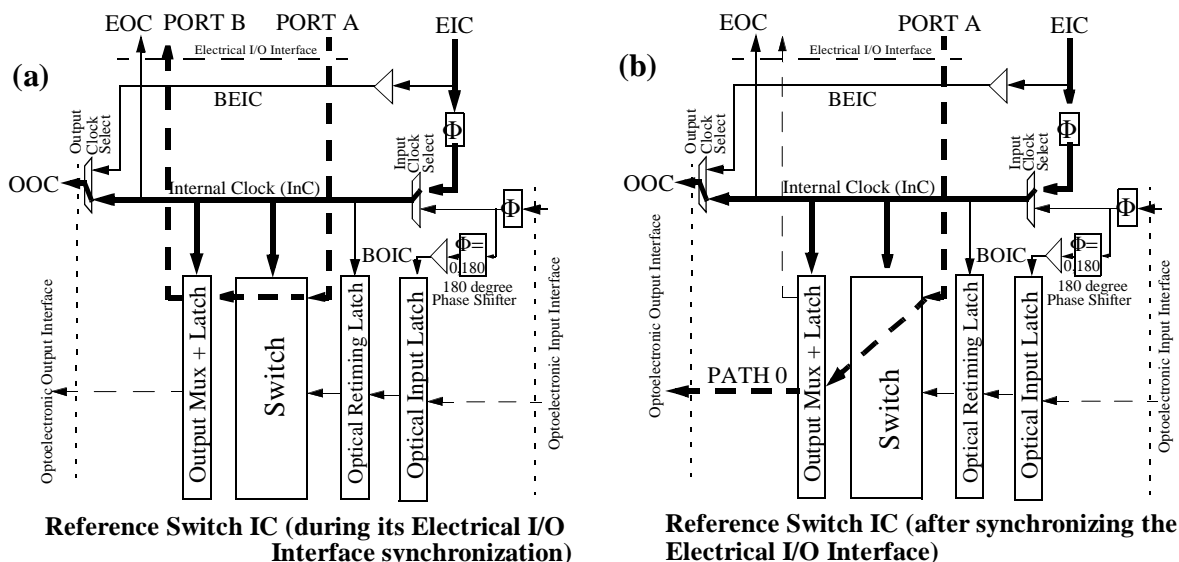 (a)
EOC PORT B PORT A EIC
Electrical I/O Interface
BEIC
Φ
Output
Clock
Select
Input
Clock
Select
OOC
Internal Clock (InC)
Φ
BOIC
Φ=
0.180
180 degree
Phase Shifter
Optoelectronic Output Interface
Output Mux + Latch
Switch
Optical Retiming Latch
Optical Input Latch
Optoelectronic Input Interface
Reference Switch IC (during its Electrical I/O
Interface synchronization)
(b)
EOC PORT A EIC
Electrical I/O Interface
BEIC
Φ
Output
Clock
Select
Input
Clock
Select
OOC
Internal Clock (InC)
Φ
BOIC
Φ=
0.180
180 degree
Phase Shifter
Optoelectronic Output Interface
PATH 0
Output Mux + Latch
Switch
Optical Retiming Latch
Optical Input Latch
Optoelectronic Input Interface
Reference Switch IC (after synchronizing the
Electrical I/O Interface)